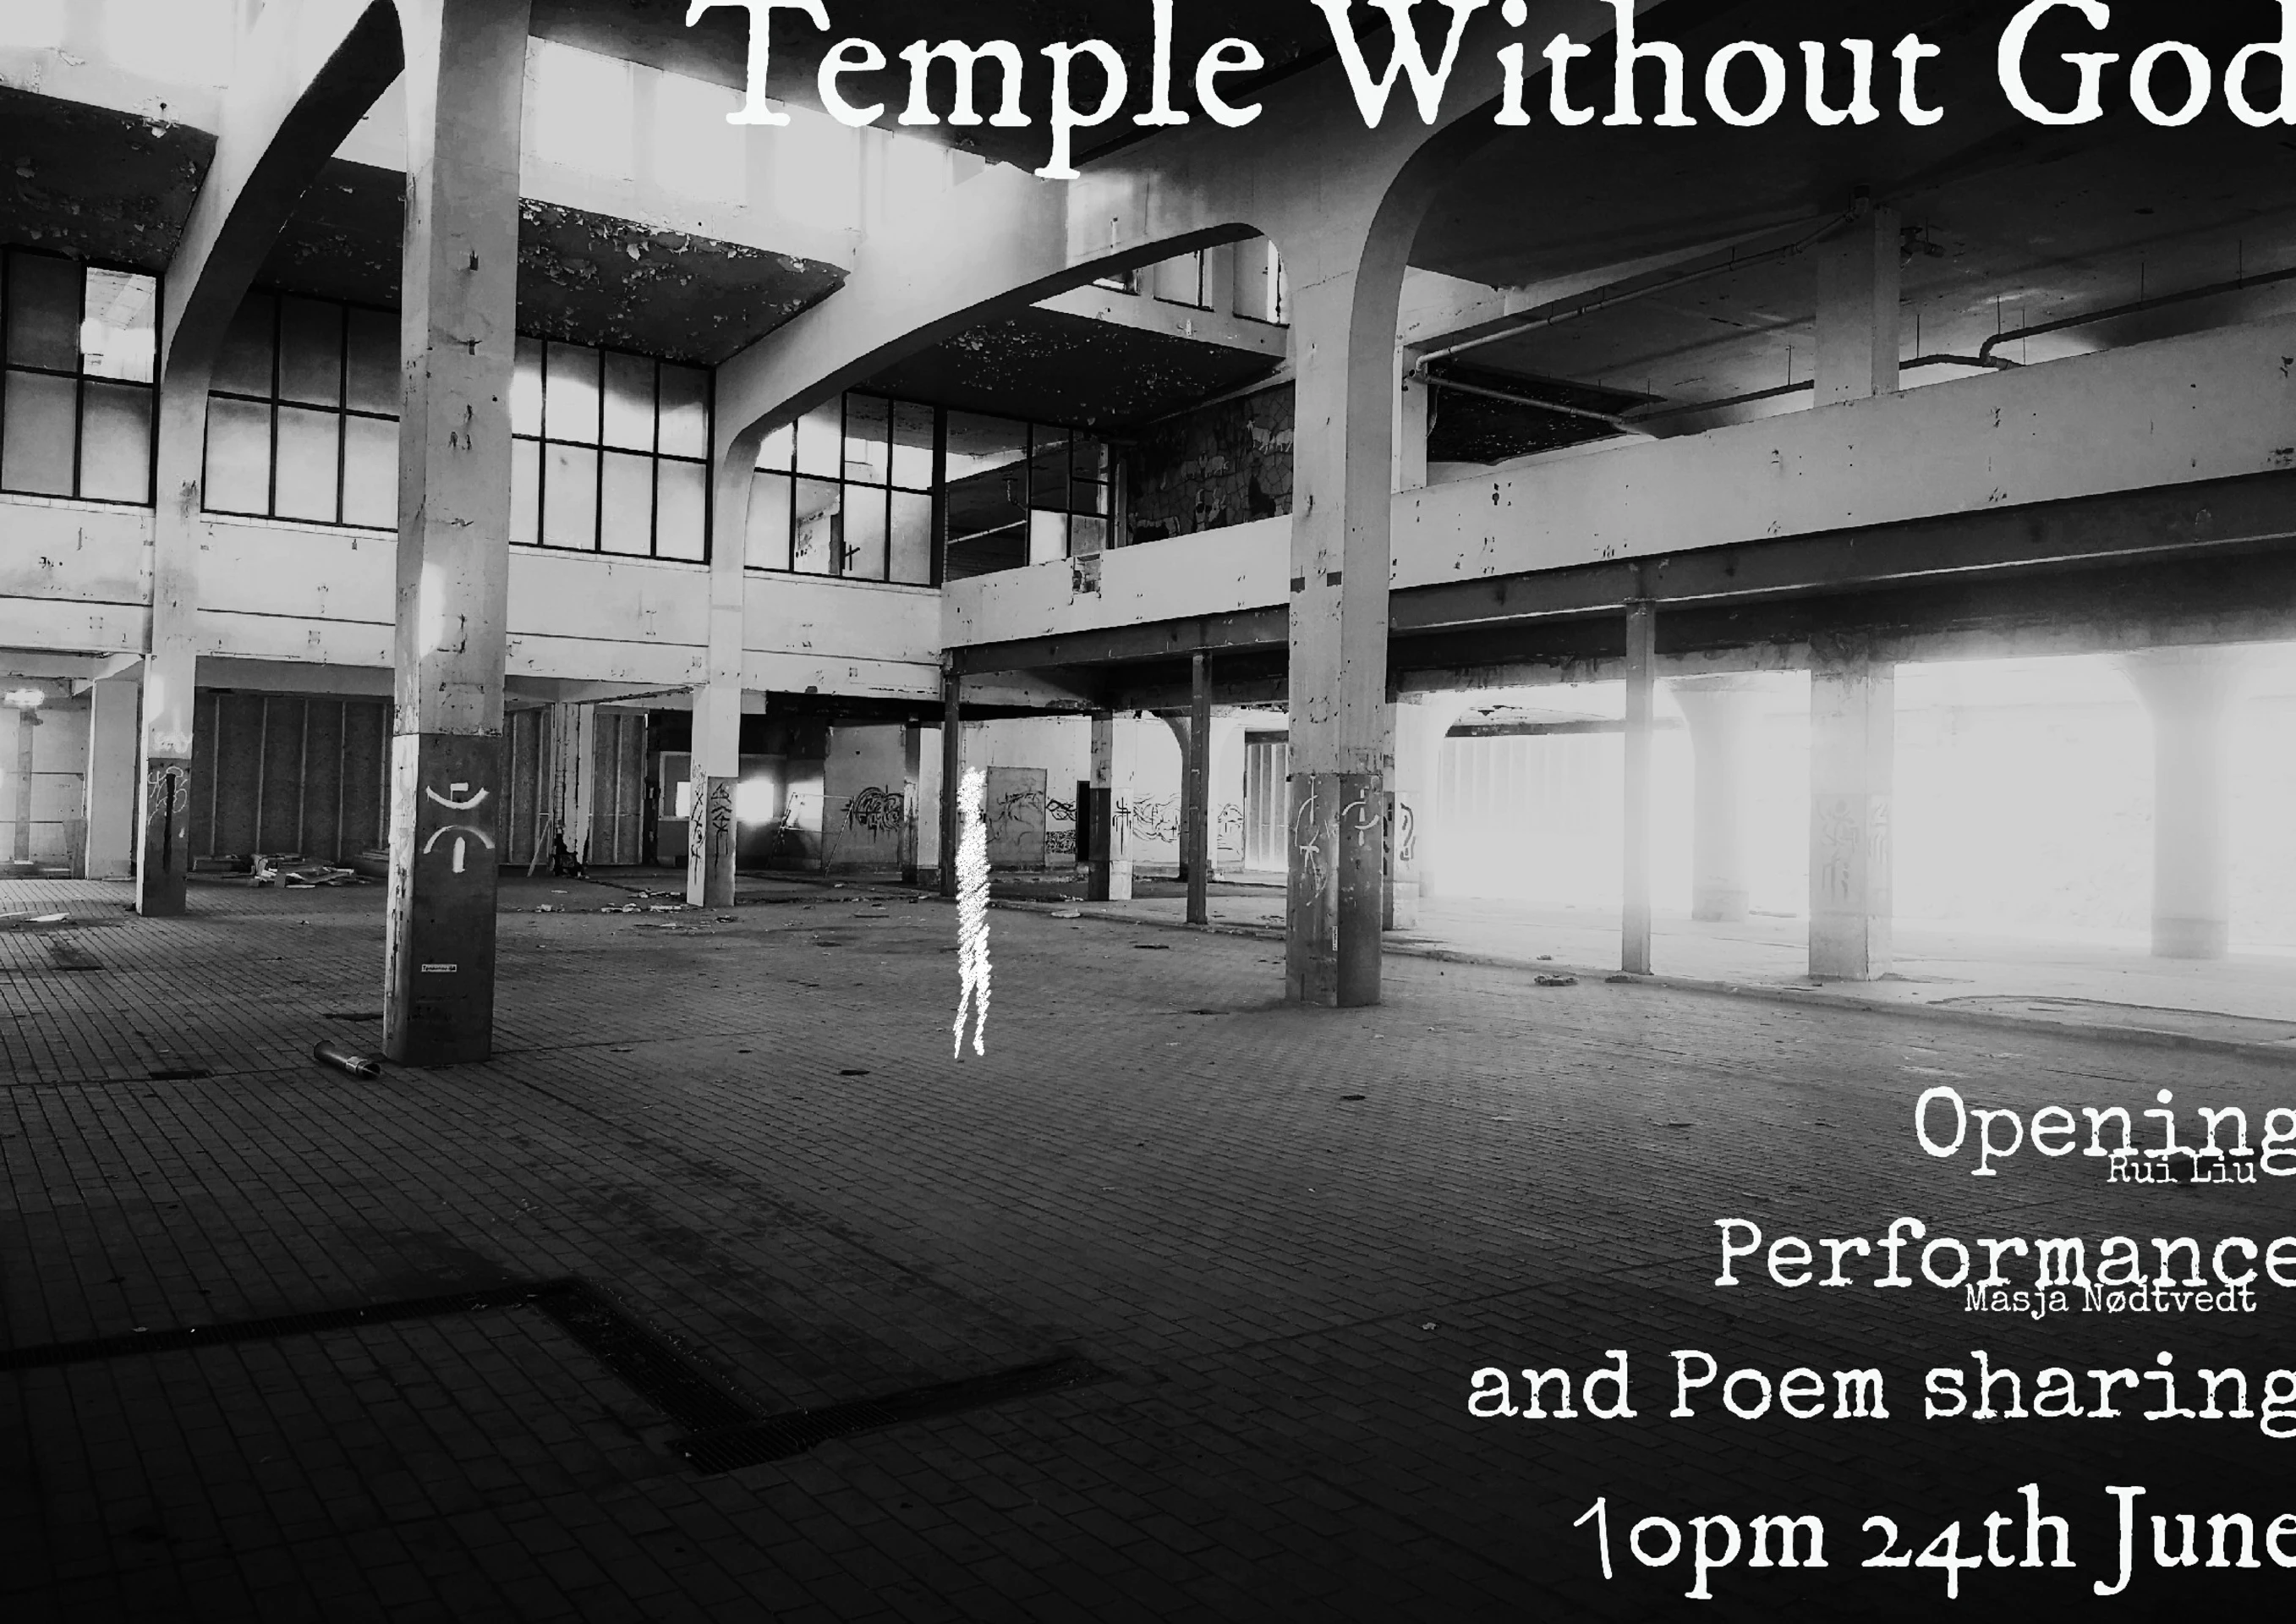 Temple Without God
Opening
Rui Liu
Performance
Masja Nødtvedt
and Poem sharing
10pm 24th June